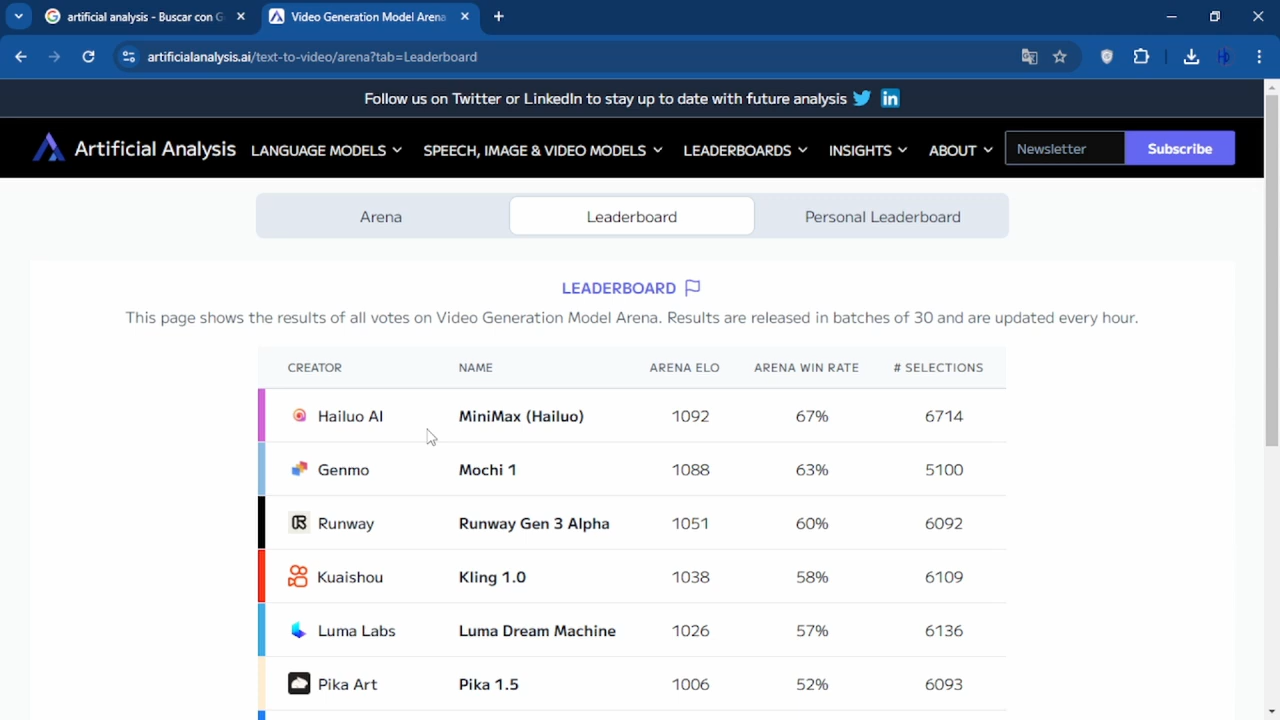 artificial analysis - Buscar con G
Video Generation Model Arena
artificialanalysis.ai/text-to-video/arena?tab=Leaderboard
Follow us on Twitter or LinkedIn to stay up to date with future analysis
Artificial Analysis LANGUAGE MODELS SPEECH, IMAGE & VIDEO MODELS LEADERBOARDS INSIGHTS ABOUT Newsletter Subscribe
Arena Leaderboard Personal Leaderboard
LEADERBOARD
This page shows the results of all votes on Video Generation Model Arena. Results are released in batches of 30 and are updated every hour.
CREATOR NAME ARENA ELO ARENA WIN RATE # SELECTIONS
Hailuo AI MiniMax (Hailuo) 1092 67% 6714
Genmo Mochi 1 1088 63% 5100
Runway Runway Gen 3 Alpha 1051 60% 6092
Kuaishou Kling 1.0 1038 58% 6109
Luma Labs Luma Dream Machine 1026 57% 6136
Pika Art Pika 1.5 1006 52% 6093